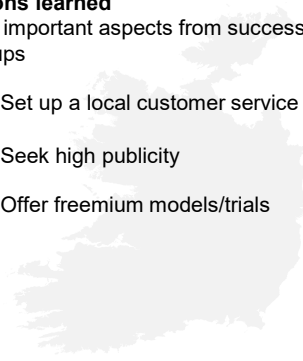 ons learned
important aspects from success
ups
Set up a local customer service
Seek high publicity
Offer freemium models/trials